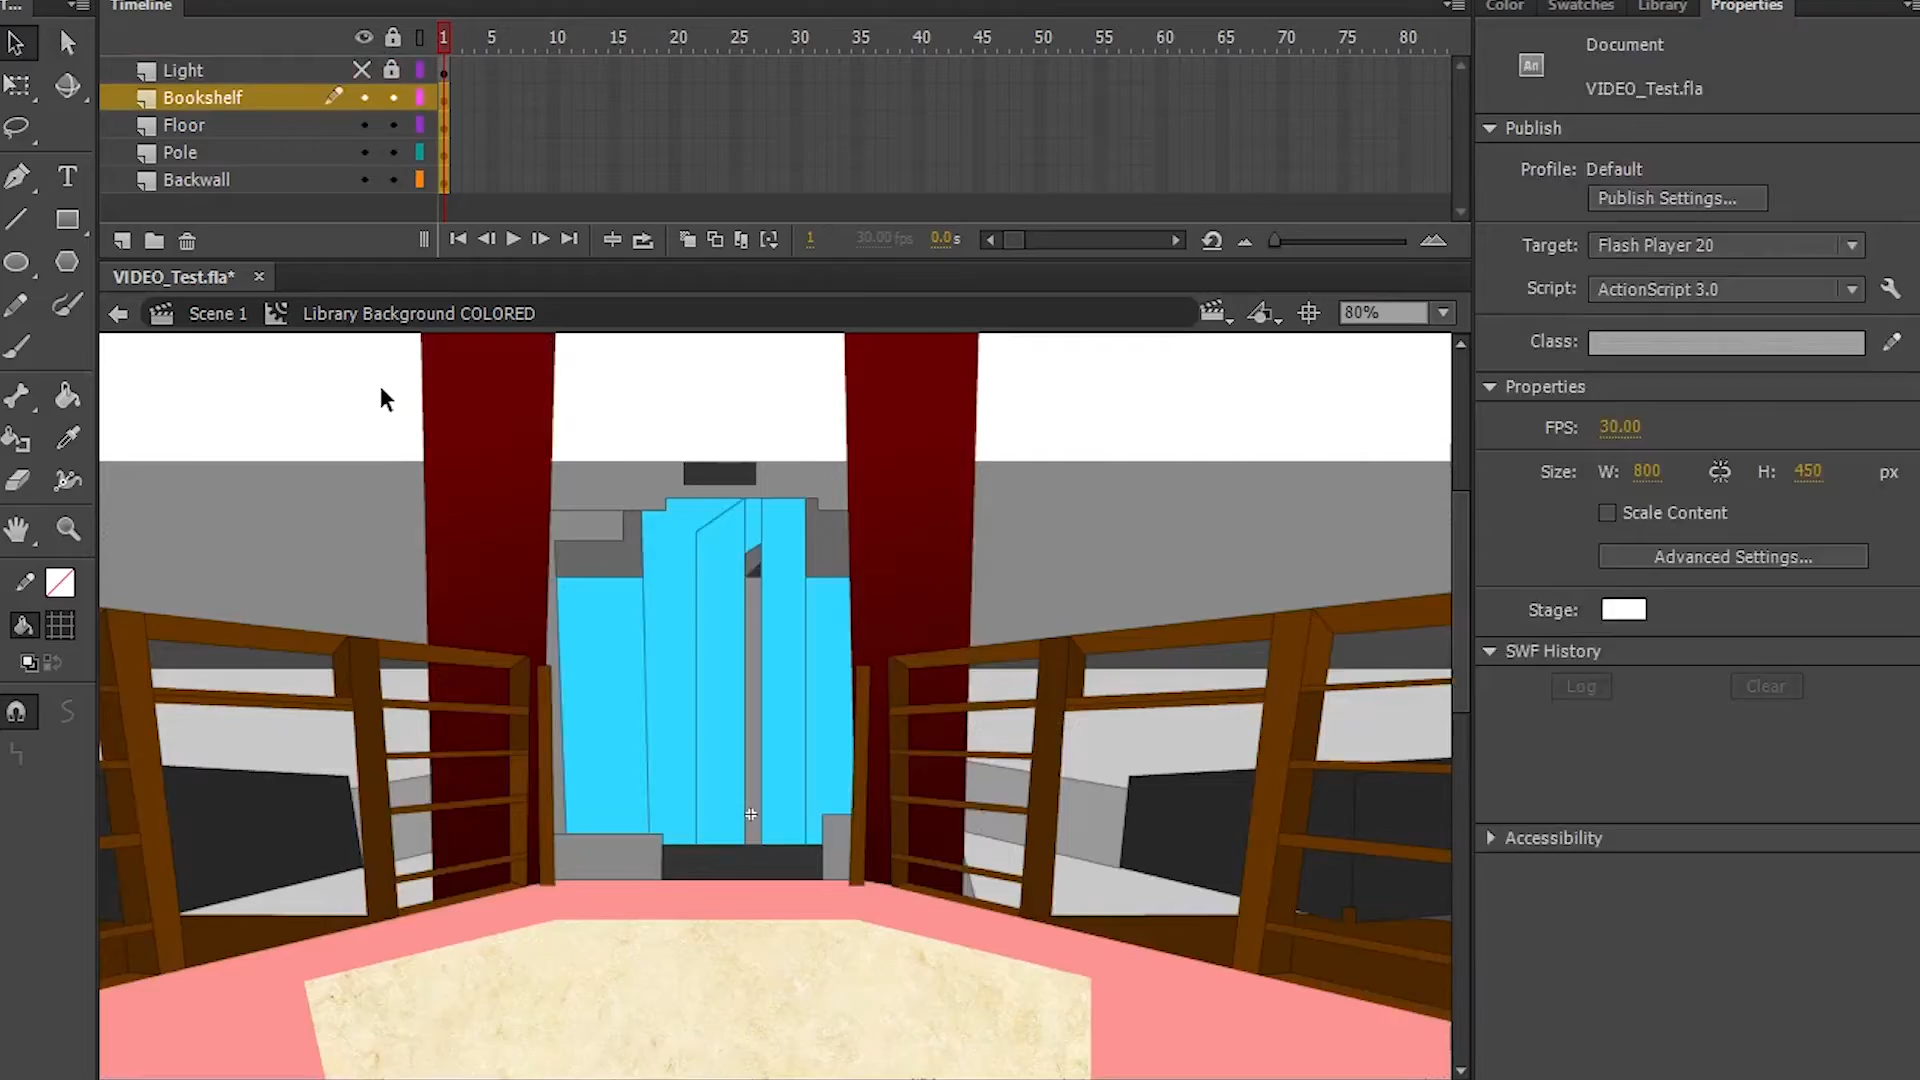 T...
Timeline
Color
Swatches
Library
Properties
1
5
10
15
20
25
30
35
40
45
50
55
60
65
70
75
80
Light
Bookshelf
Floor
Pole
Backwall
1
30.00 fps
0.0 s
VIDEO_Test.fla*
Scene 1
Library Background COLORED
80%
T
An
Document
VIDEO_Test.fla
Publish
Profile: Default
Publish Settings...
Target: Flash Player 20
Script: ActionScript 3.0
Class:
Properties
FPS: 30.00
Size: W: 800 H: 450 px
Scale Content
Advanced Settings...
Stage:
SWF History
Log
Clear
Accessibility